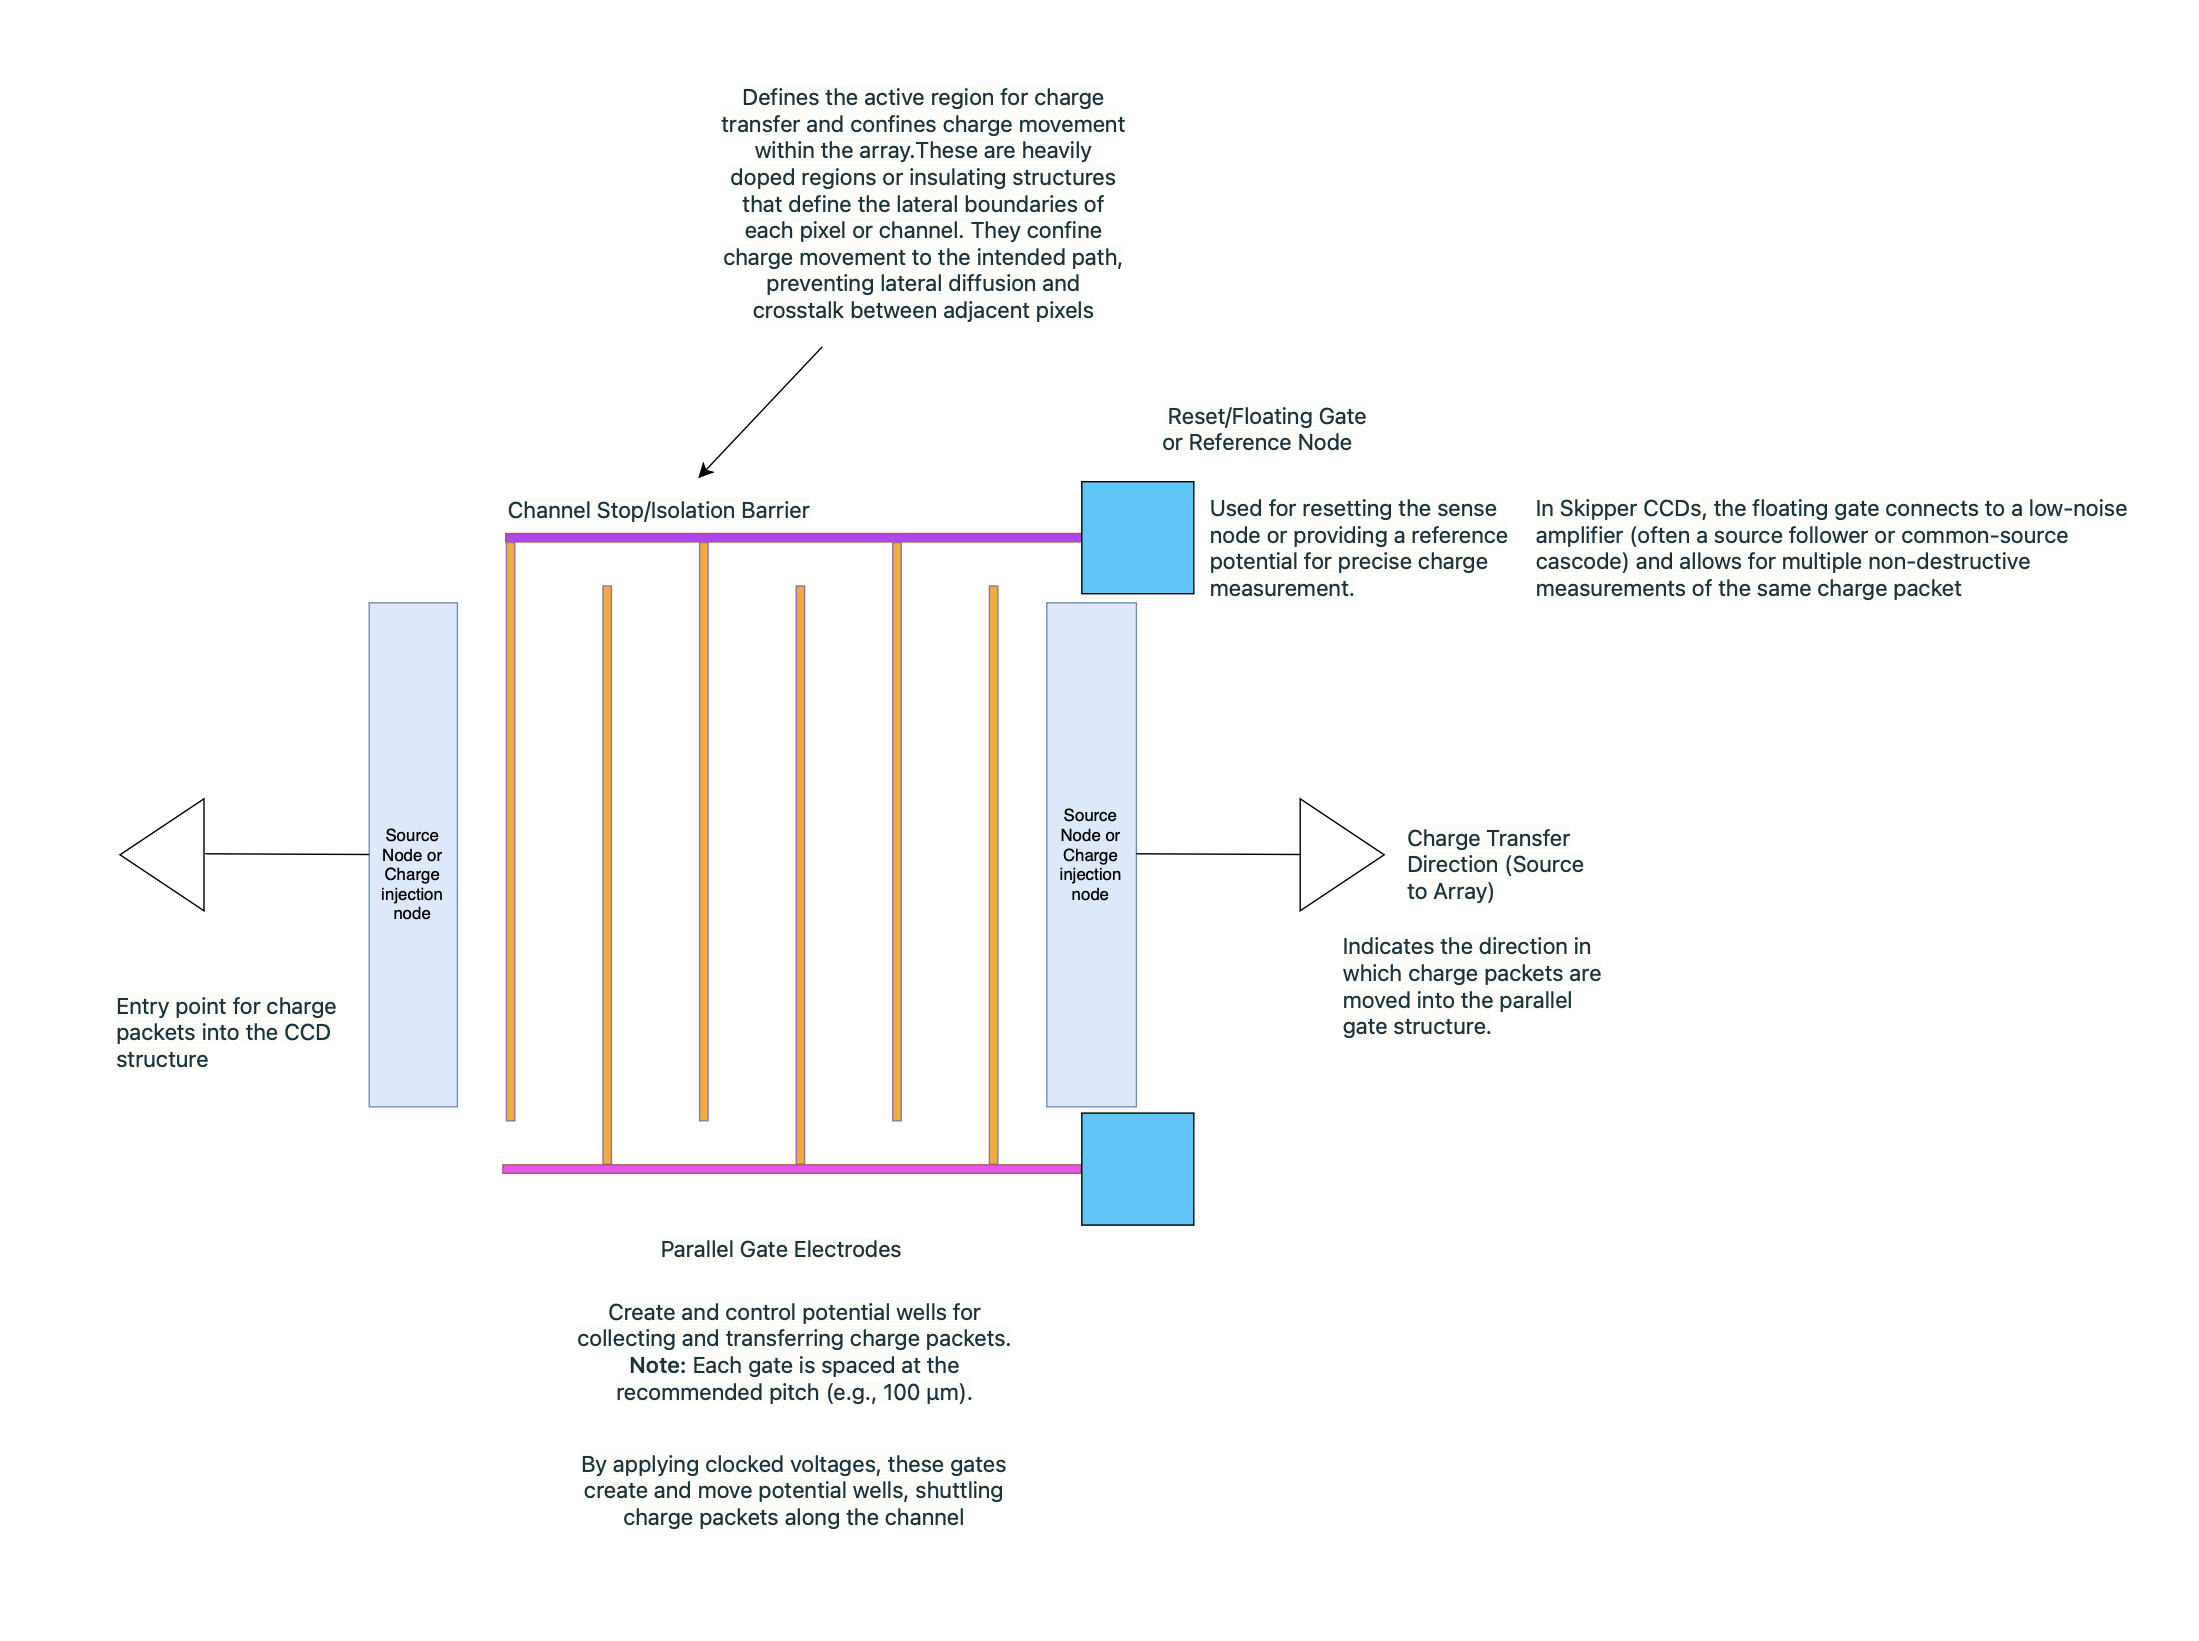 Defines the active region for charge
transfer and confines charge movement
within the array.These are heavily
doped regions or insulating structures
that define the lateral boundaries of
each pixel or channel. They confine
charge movement to the intended path,
preventing lateral diffusion and
crosstalk between adjacent pixels
Reset/Floating Gate
or Reference Node
Channel Stop/Isolation Barrier
Used for resetting the sense
node or providing a reference
potential for precise charge
measurement.
In Skipper CCDs, the floating gate connects to a low-noise
amplifier (often a source follower or common-source
cascode) and allows for multiple non-destructive
measurements of the same charge packet
Source
Node or
Charge
injection
node
Source
Node or
Charge
injection
node
Charge Transfer
Direction (Source
to Array)
Indicates the direction in
which charge packets are
moved into the parallel
gate structure.
Entry point for charge
packets into the CCD
structure
Parallel Gate Electrodes
Create and control potential wells for
collecting and transferring charge packets.
Note: Each gate is spaced at the
recommended pitch (e.g., 100 μm).
By applying clocked voltages, these gates
create and move potential wells, shuttling
charge packets along the channel